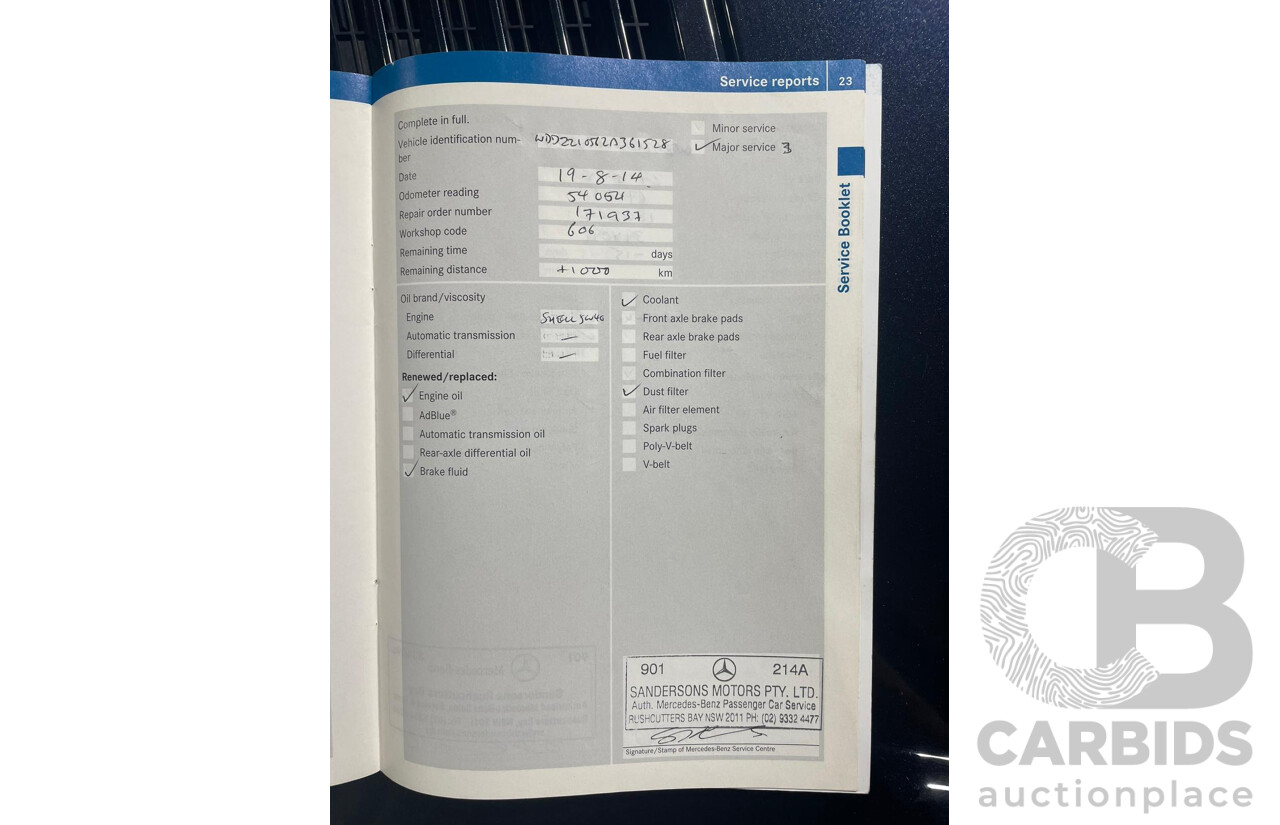 Service reports 23
Complete in full.
Vehicle identification num-
ber WDD2210562A361528
Date 19-8-14
Odometer reading 54054
Repair order number 171937
Workshop code 606
Remaining time days
Remaining distance +1000 km
Minor service
Major service 3
Service Booklet
Oil brand/viscosity
Engine SHELL 5W40
Automatic transmission —
Differential —
Renewed/replaced:
Engine oil
AdBlue®
Automatic transmission oil
Rear-axle differential oil
Brake fluid
Coolant
Front axle brake pads
Rear axle brake pads
Fuel filter
Combination filter
Dust filter
Air filter element
Spark plugs
Poly-V-belt
V-belt
901 214A
SANDERSONS MOTORS PTY. LTD.
Auth. Mercedes-Benz Passenger Car Service
RUSHCUTTERS BAY NSW 2011 PH: (02) 9332 4477
Signature/Stamp of Mercedes-Benz Service Centre
CB
CARBIDS
auctionplace